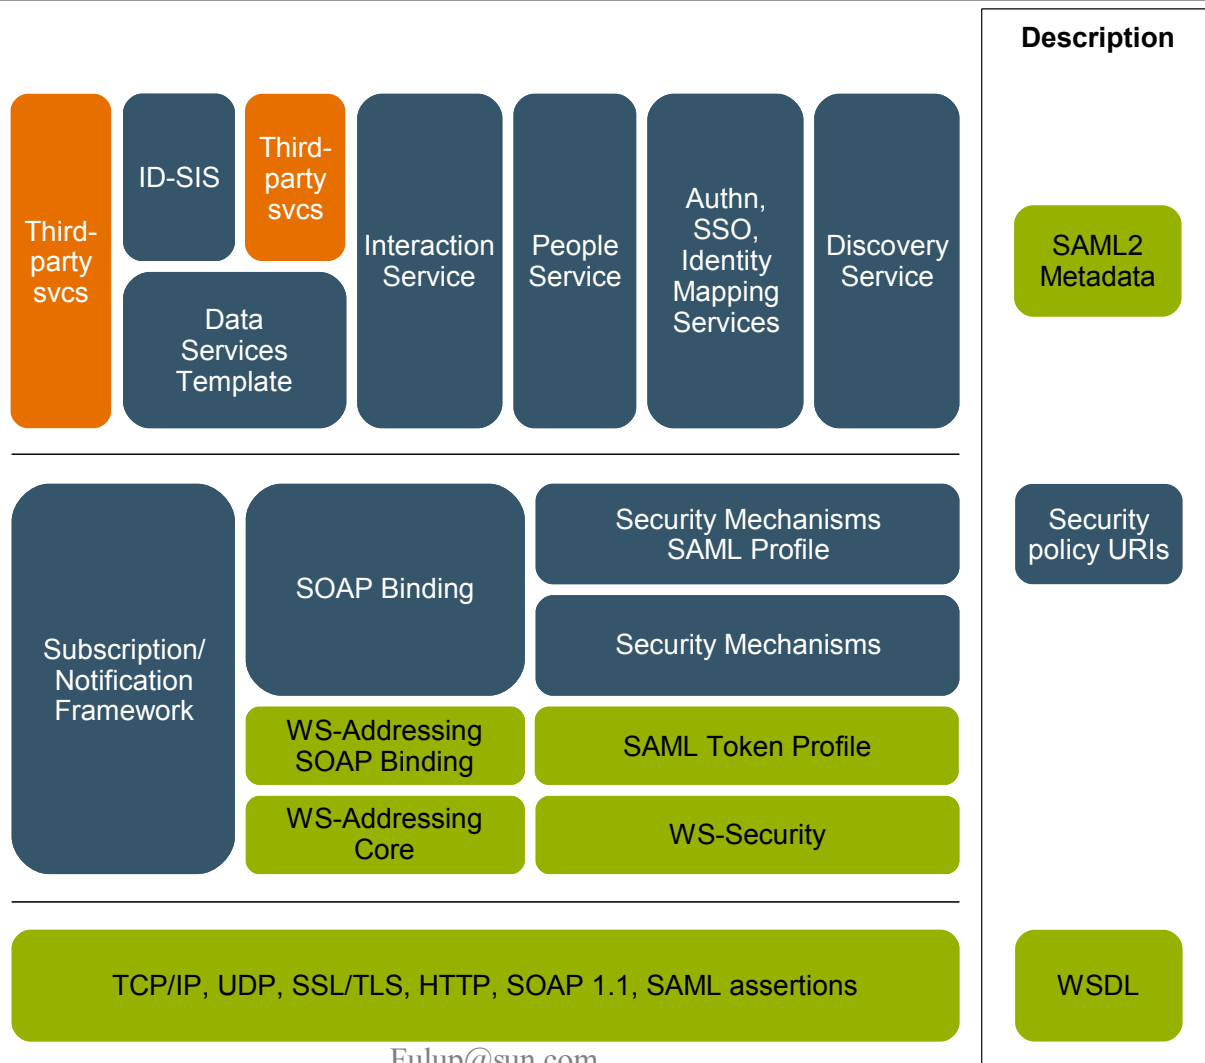 Description
Third-
party
svcs
ID-SIS
Third-
party
svcs
Data
Services
Template
Interaction
Service
People
Service
Authn,
SSO,
Identity
Mapping
Services
Discovery
Service
SAML2
Metadata
Subscription/
Notification
Framework
SOAP Binding
Security Mechanisms
SAML Profile
Security Mechanisms
WS-Addressing
SOAP Binding
SAML Token Profile
WS-Addressing
Core
WS-Security
Security
policy URIs
TCP/IP, UDP, SSL/TLS, HTTP, SOAP 1.1, SAML assertions
WSDL
Fulup@sun.com